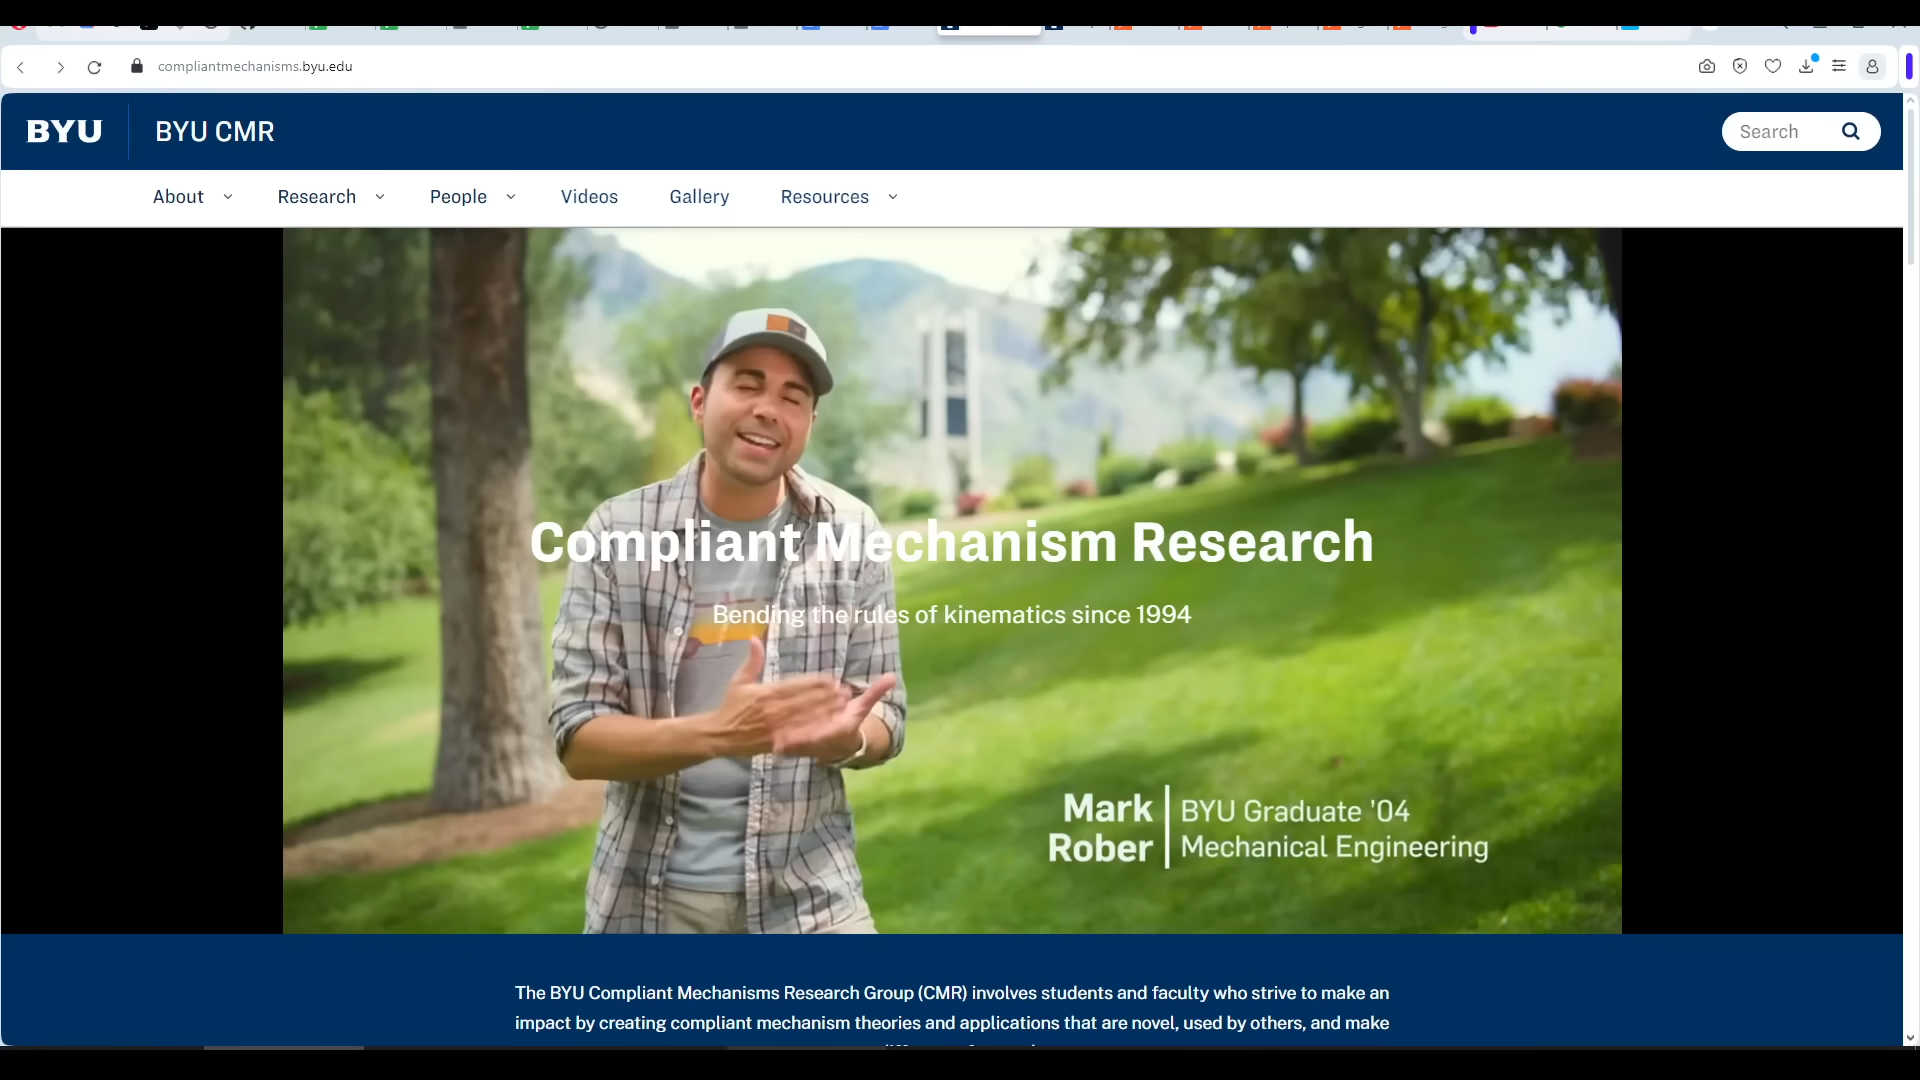 compliantmechanisms.byu.edu
BYU
BYU CMR
Search
About
Research
People
Videos
Gallery
Resources
Compliant Mechanism Research
Bending the rules of kinematics since 1994
Mark
Rober
BYU Graduate '04
Mechanical Engineering
The BYU Compliant Mechanisms Research Group (CMR) involves students and faculty who strive to make an
impact by creating compliant mechanism theories and applications that are novel, used by others, and make